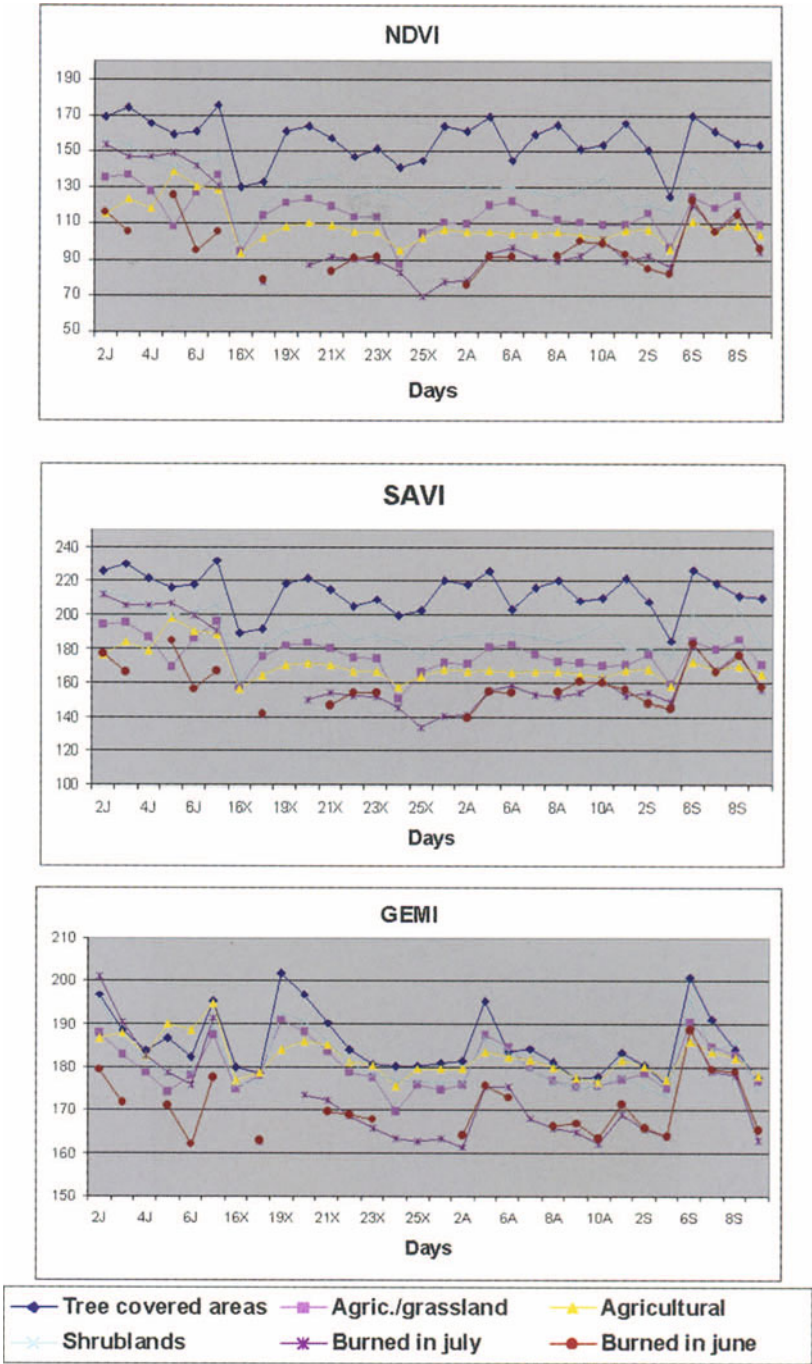 NDVI
190
170
150
130
110
90
70
50
2J 4J 6J 16X 19X 21X 23X 25X 2A 6A 8A 10A 2S 6S 8S
Days
SAVI
240
220
200
180
160
140
120
100
2J 4J 6J 16X 19X 21X 23X 25X 2A 6A 8A 10A 2S 6S 8S
Days
GEMI
210
200
190
180
170
160
150
2J 4J 6J 16X 19X 21X 23X 25X 2A 6A 8A 10A 2S 6S 8S
Days
Tree covered areas Agric./grassland Agricultural
Shrublands Burned in july Burned in june